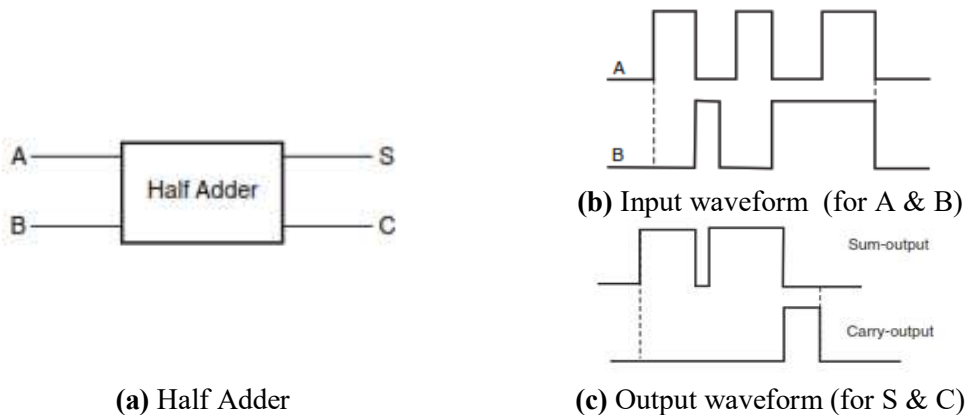 A
B
Half Adder
S
C
(a) Half Adder
A
B
(b) Input waveform (for A & B)
Sum-output
Carry-output
(c) Output waveform (for S & C)